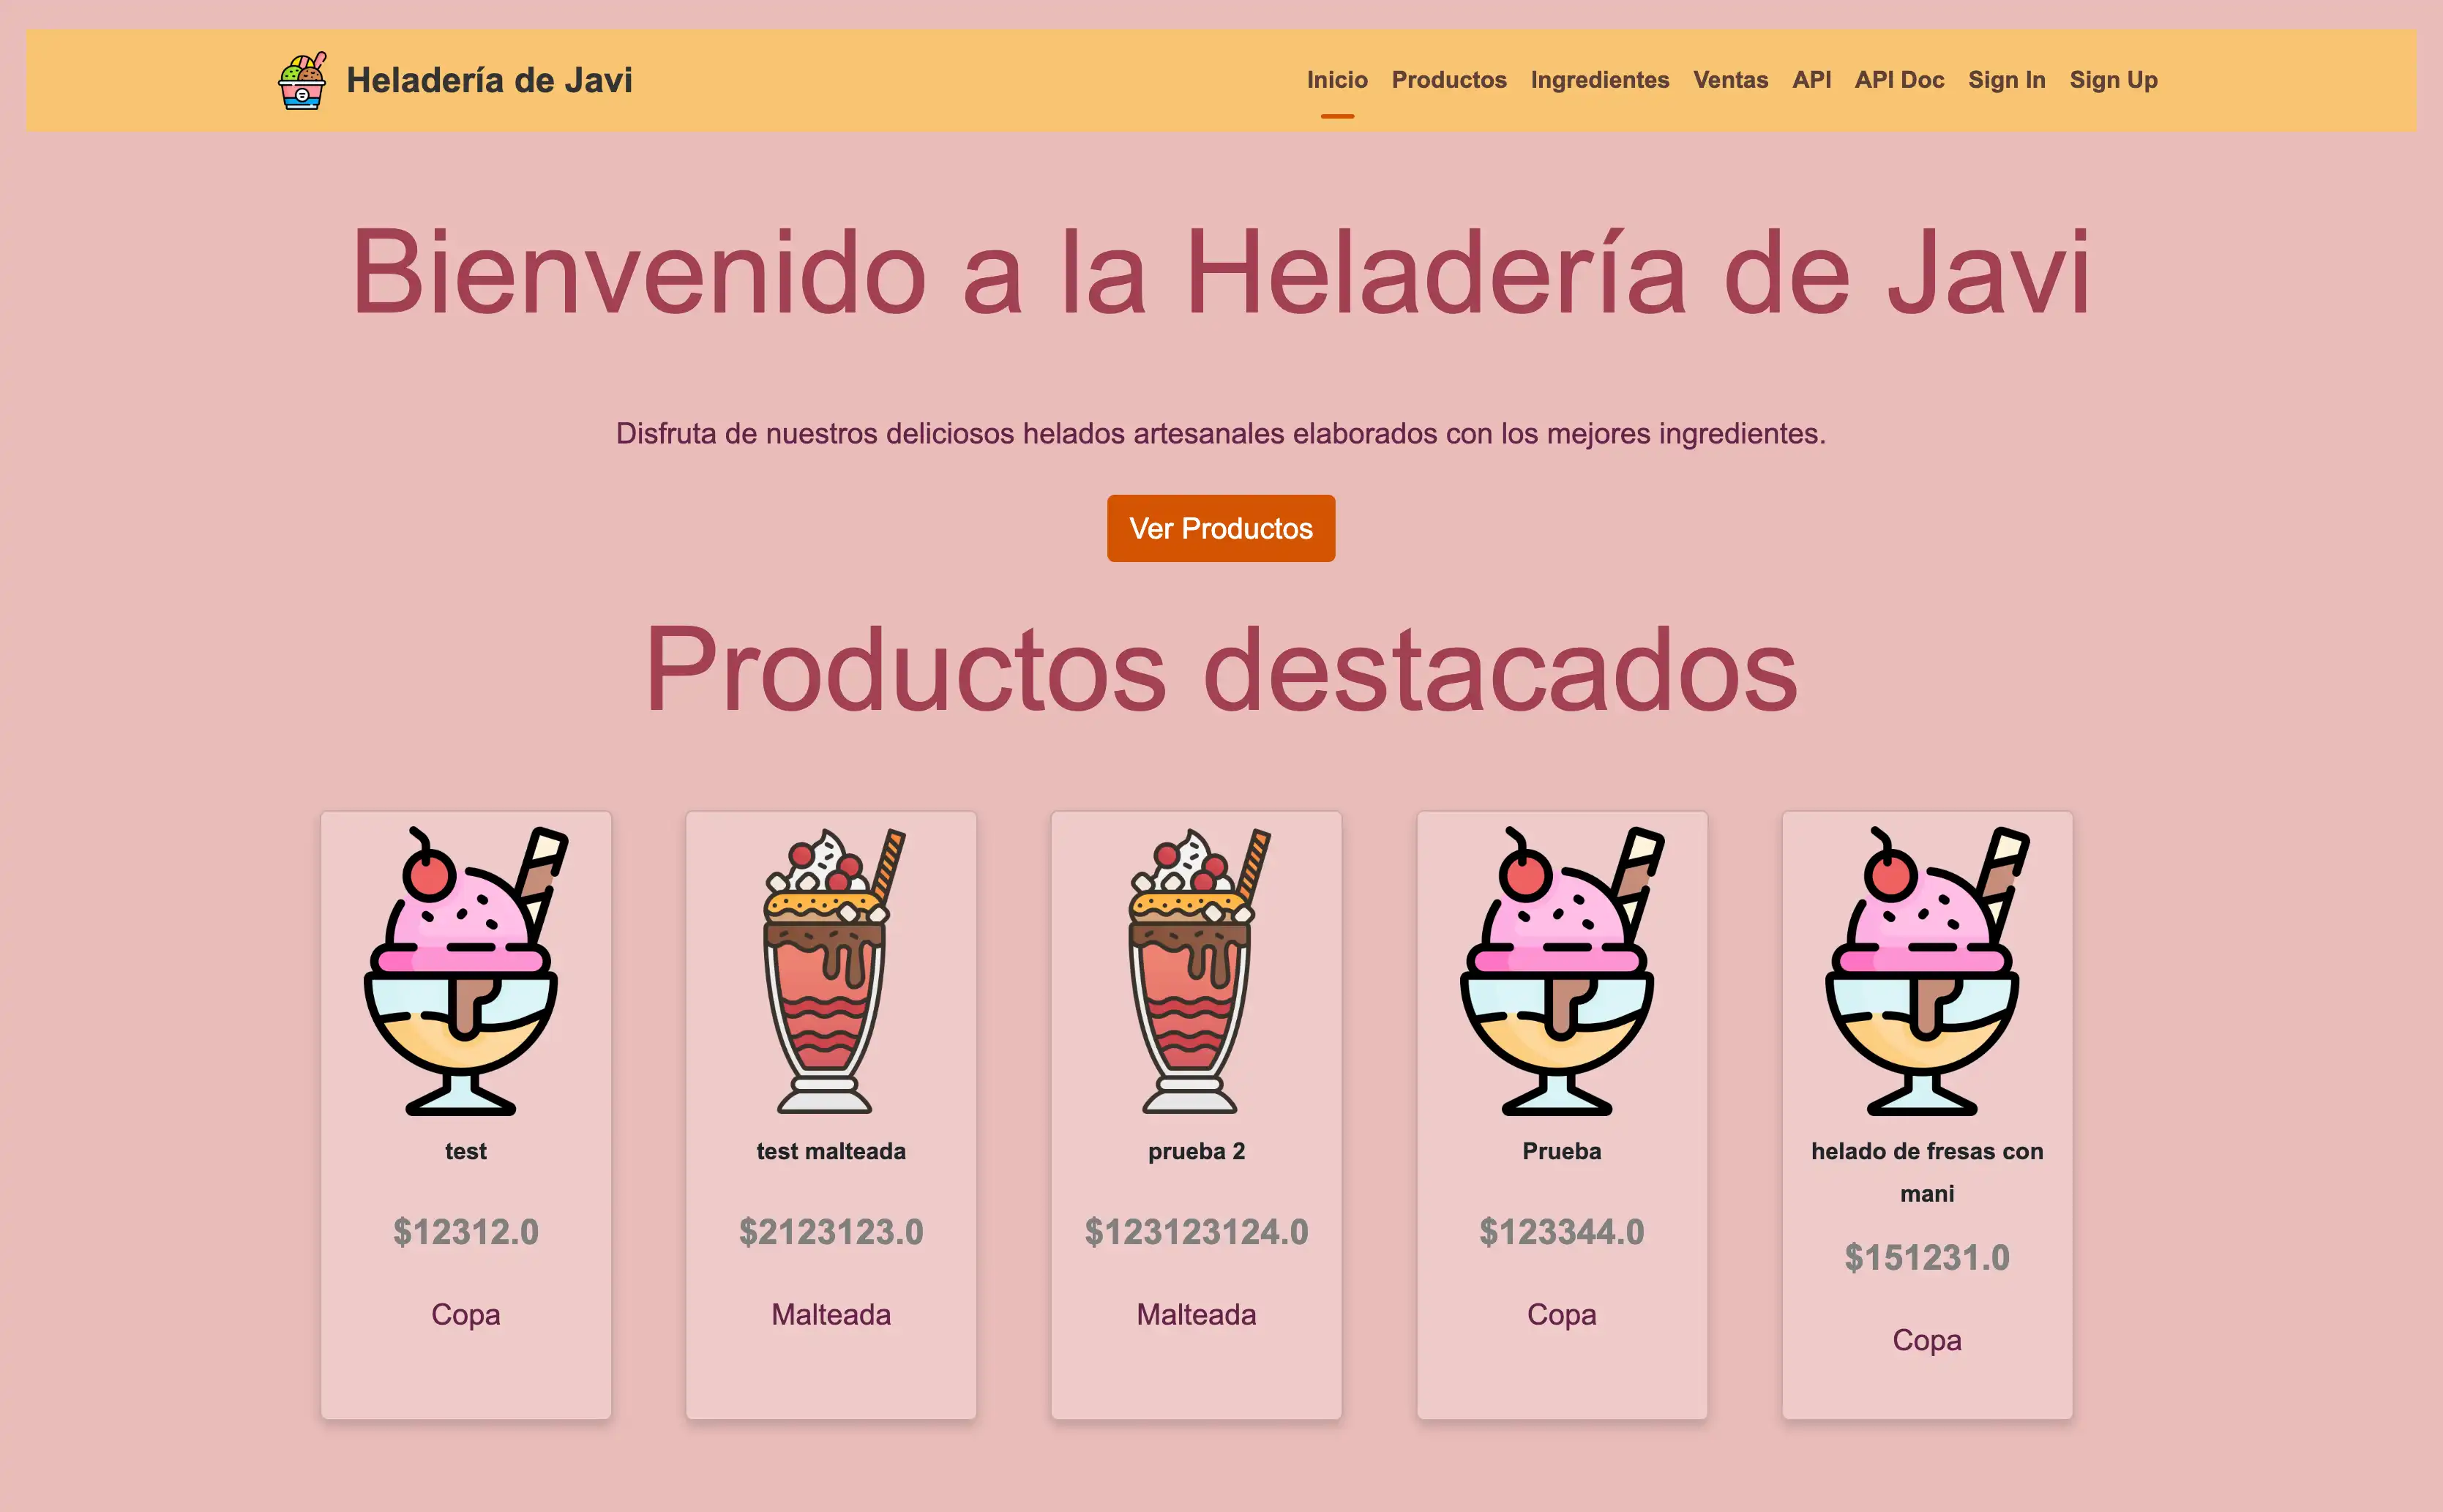 Heladería de Javi
Inicio Productos Ingredientes Ventas API API Doc Sign In Sign Up
Bienvenido a la Heladería de Javi
Disfruta de nuestros deliciosos helados artesanales elaborados con los mejores ingredientes.
Ver Productos
Productos destacados
test
$12312.0
Copa
test malteada
$2123123.0
Malteada
prueba 2
$123123124.0
Malteada
Prueba
$123344.0
Copa
helado de fresas con
mani
$151231.0
Copa